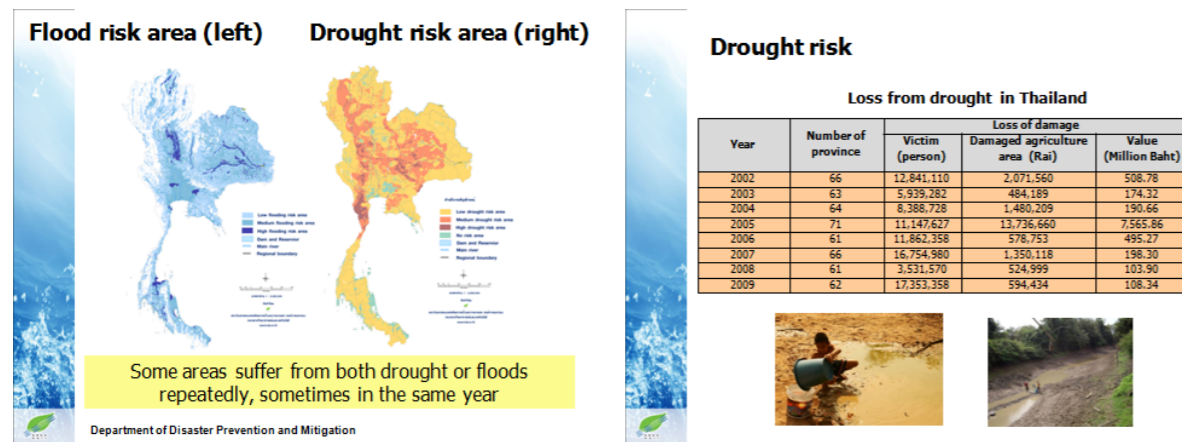 Flood risk area (left) Drought risk area (right)
Low flooding risk area
Medium flooding risk area
High flooding risk area
Dam and Reservoir
Main river
Regional boundary
Low drought risk area
Medium drought risk area
High drought risk area
No risk area
Dam and Reservoir
Main river
Regional boundary
Some areas suffer from both drought or floods
repeatedly, sometimes in the same year
Department of Disaster Prevention and Mitigation
Drought risk
Loss from drought in Thailand
Year Number of province Loss of damage
Victim (person) Damaged agriculture area (Rai) Value (Million Baht)
2002 66 12,841,110 2,071,560 508.78
2003 63 5,939,282 484,189 174.32
2004 64 8,388,728 1,480,209 190.66
2005 71 11,147,627 13,736,660 7,565.86
2006 61 11,862,358 578,753 495.27
2007 66 16,754,980 1,350,118 198.30
2008 61 3,531,570 524,999 103.90
2009 62 17,353,358 594,434 108.34